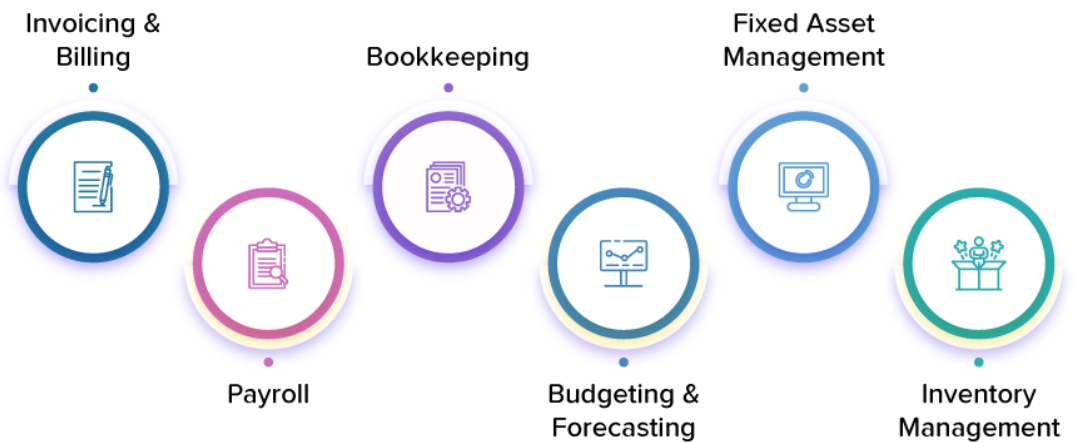 Invoicing &
Billing
Payroll
Bookkeeping
Budgeting &
Forecasting
Fixed Asset
Management
Inventory
Management